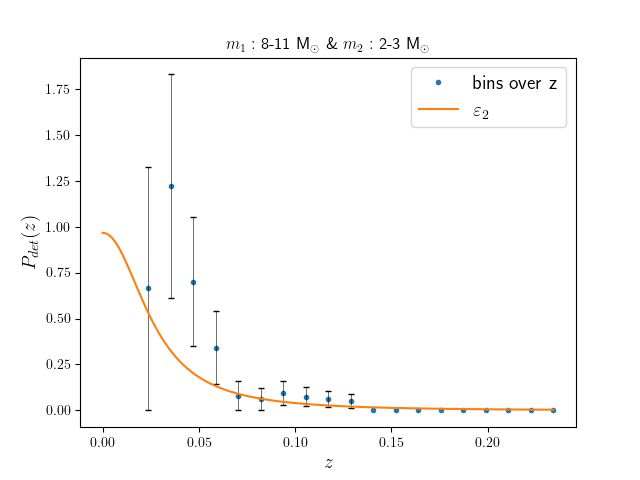 m₁ : 8-11 M⊙ & m₂ : 2-3 M⊙
bins over z
ε₂
P_det(z)
1.75
1.50
1.25
1.00
0.75
0.50
0.25
0.00
0.00 0.05 0.10 0.15 0.20
z